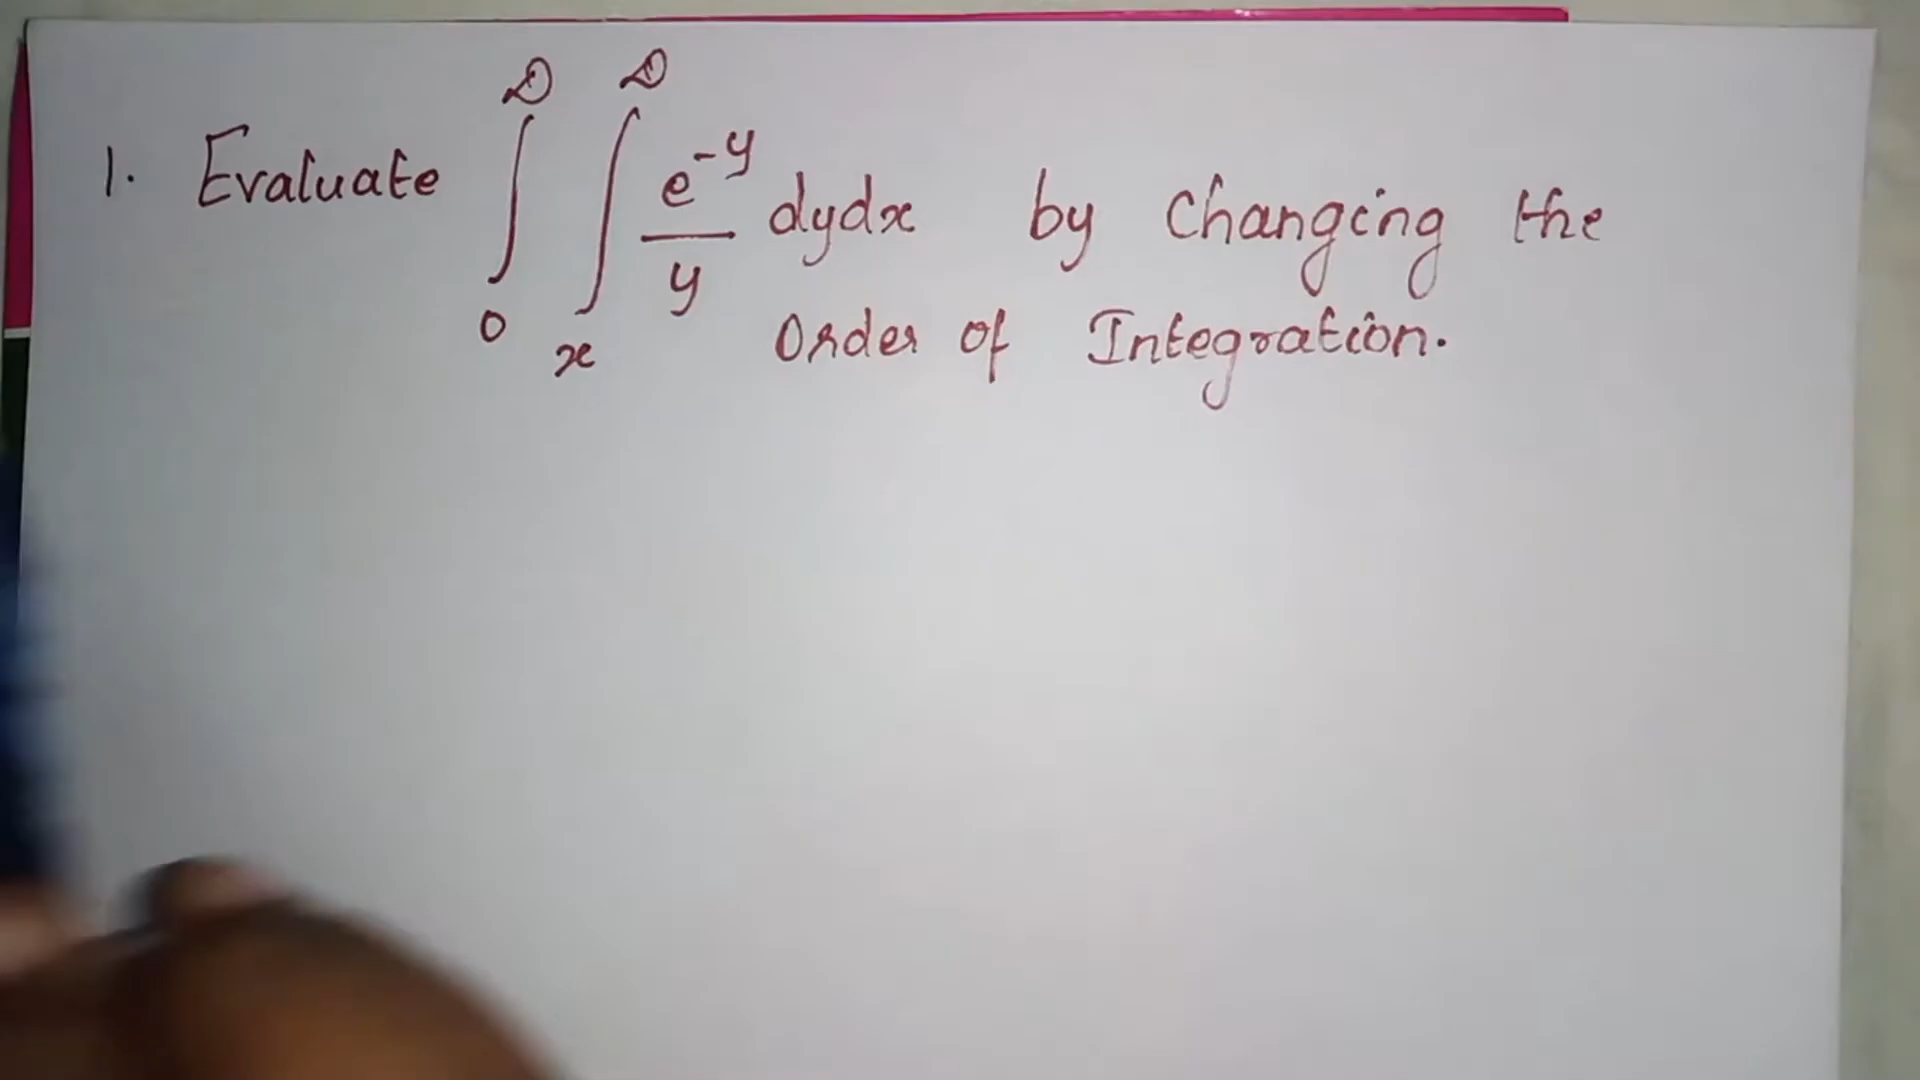 1. Evaluate ∫₀^∞ ∫ₓ^∞ e^{-y}/y dydx by Changing the
Order of Integration.